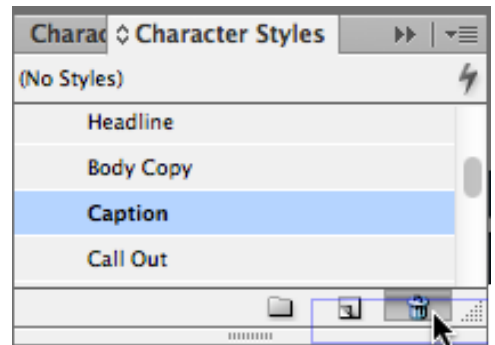 Charac Character Styles
(No Styles)
Headline
Body Copy
Caption
Call Out